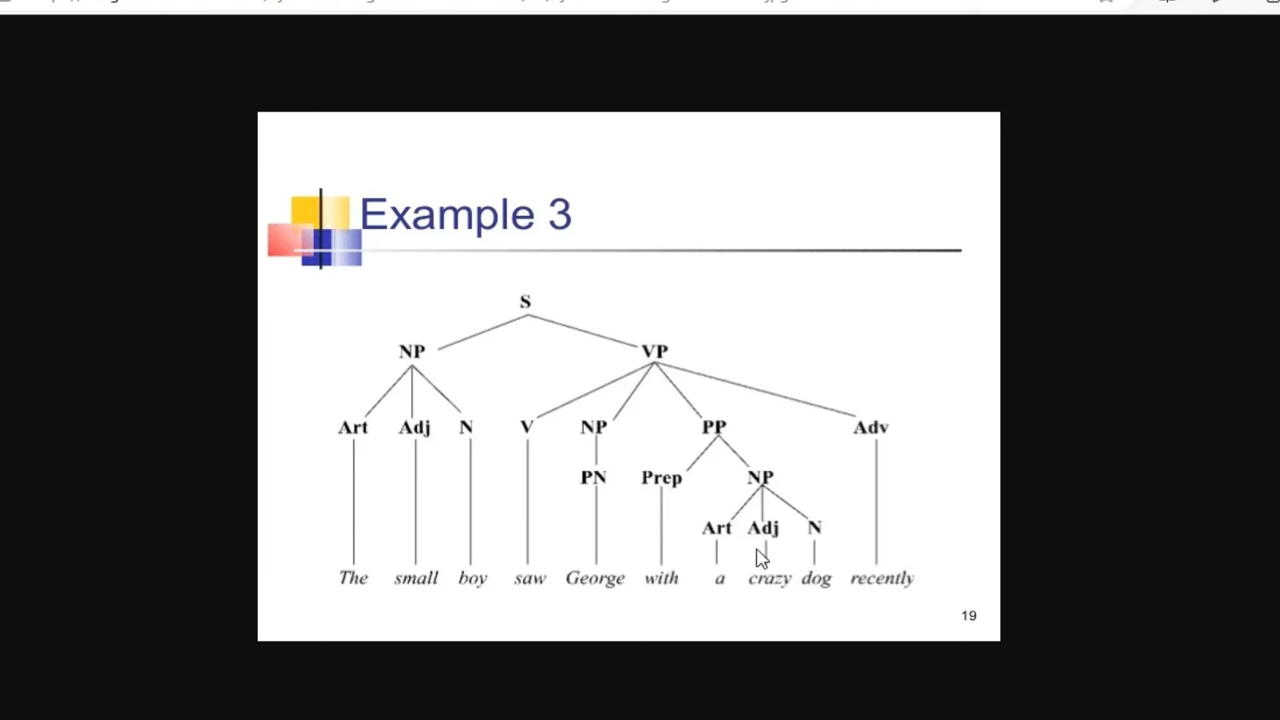 Example 3
S
NP VP
Art Adj N V NP PP Adv
PN Prep NP
Art Adj N
The small boy saw George with a crazy dog recently
19